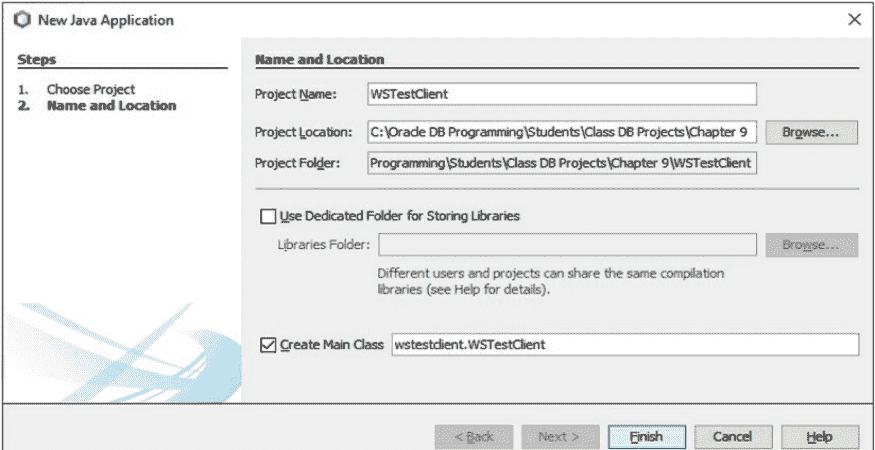 New Java Application
Steps
1. Choose Project
2. Name and Location
Name and Location
Project Name: WSTestClient
Project Location: C:\Oracle DB Programming\Students\Class DB Projects\Chapter 9 Browse...
Project Folder: Programming\Students\Class DB Projects\Chapter 9\WSTestClient
Use Dedicated Folder for Storing Libraries
Libraries Folder: Browse...
Different users and projects can share the same compilation
libraries (see Help for details).
Create Main Class wstestclient.WSTestClient
< Back Next > Finish Cancel Help